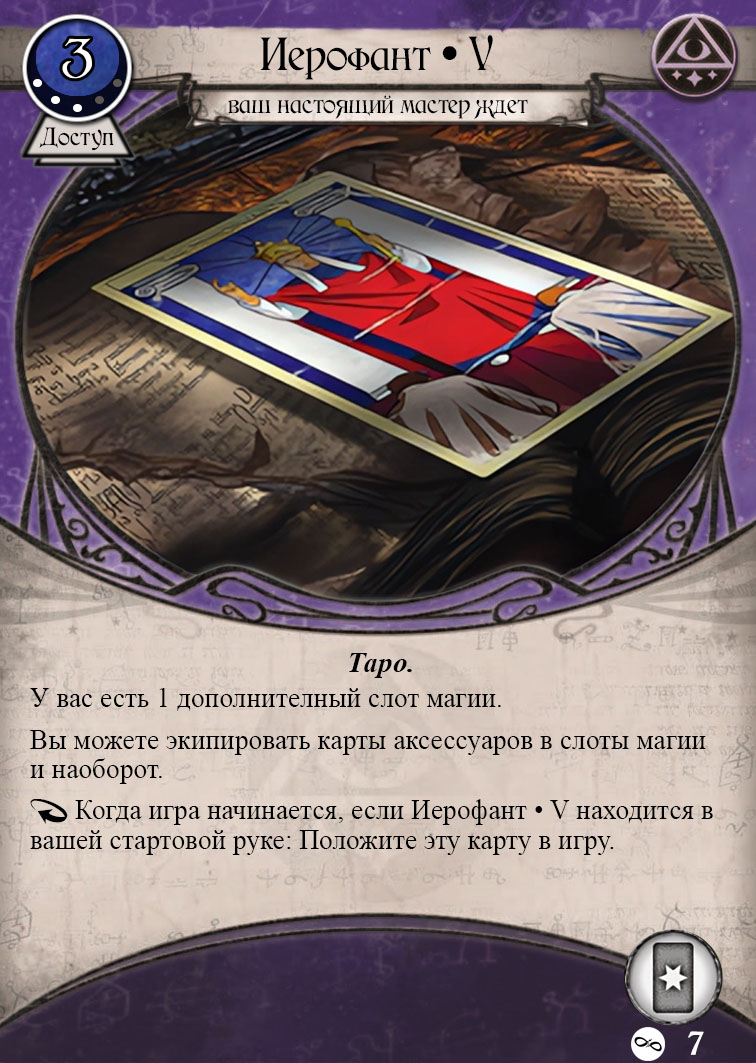 3
Иерофант • V
ваш настоящий мастер ждет
Доступ
Таро.
У вас есть 1 дополнителный слот магии.
Вы можете экипировать карты аксессуаров в слоты магии
и наоборот.
Когда игра начинается, если Иерофант • V находится в
вашей стартовой руке: Положите эту карту в игру.
7